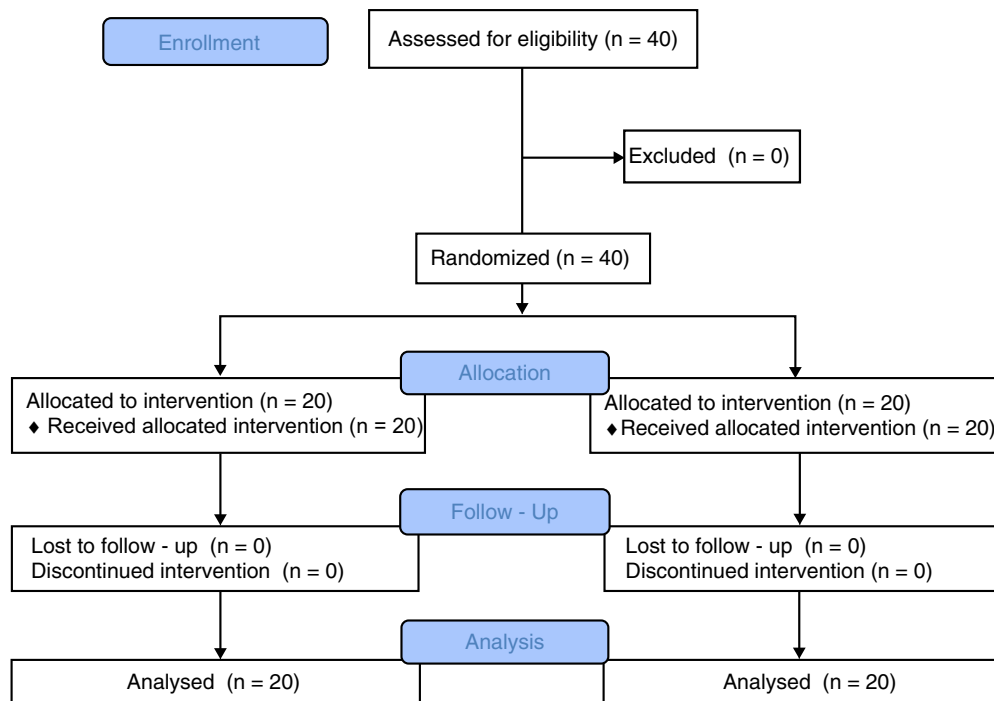 Enrollment
Assessed for eligibility (n = 40)
Excluded (n = 0)
Randomized (n = 40)
Allocation
Allocated to intervention (n = 20)
♦ Received allocated intervention (n = 20)
Allocated to intervention (n = 20)
♦ Received allocated intervention (n = 20)
Follow - Up
Lost to follow - up (n = 0)
Discontinued intervention (n = 0)
Lost to follow - up (n = 0)
Discontinued intervention (n = 0)
Analysis
Analysed (n = 20)
Analysed (n = 20)